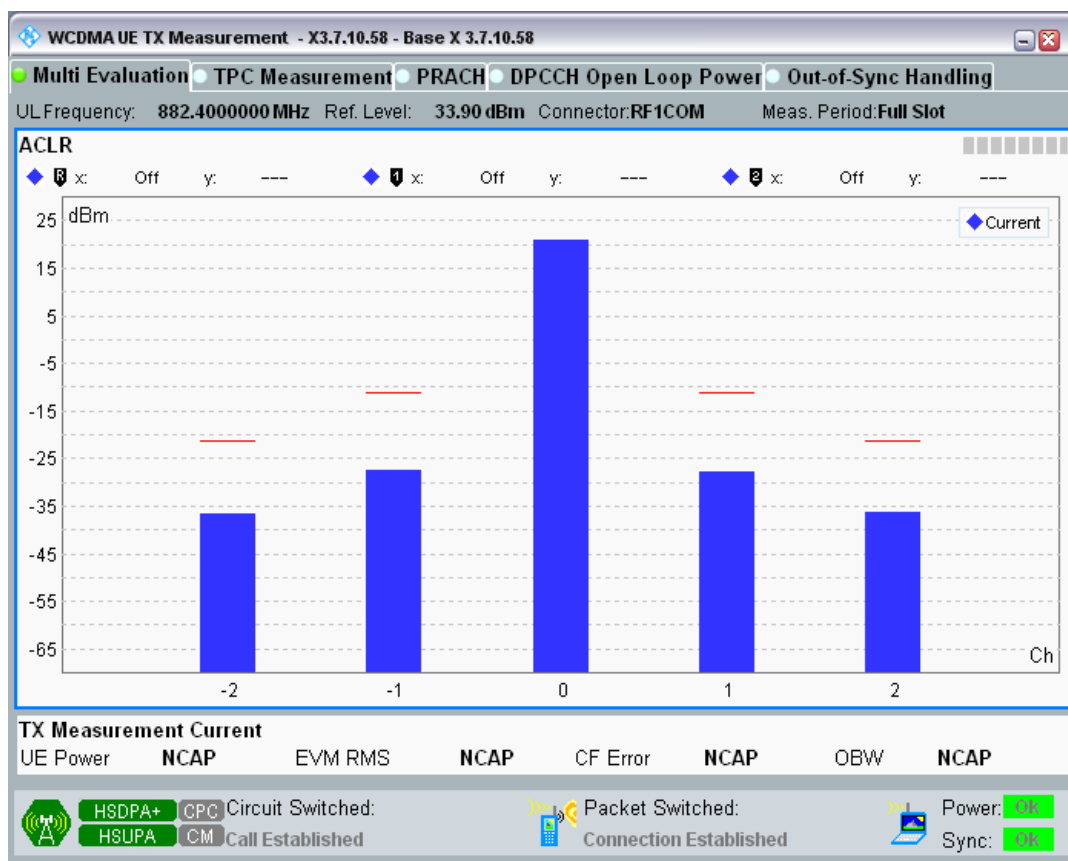 WCDMA UE TX Measurement - X3.7.10.58 - Base X 3.7.10.58
Multi Evaluation TPC Measurement PRACH DPCCH Open Loop Power Out-of-Sync Handling
UL Frequency: 882.4000000 MHz Ref. Level: 33.90 dBm Connector: RF1COM Meas. Period: Full Slot
ACLR
R x: Off y: --- 1 x: Off y: --- 2 x: Off y: ---
dBm
Current
25
15
5
-5
-15
-25
-35
-45
-55
-65
Ch
-2 -1 0 1 2
TX Measurement Current
UE Power NCAP EVM RMS NCAP CF Error NCAP OBW NCAP
HSDPA+ CPC Circuit Switched: Packet Switched: Power: Ok
HSUPA CM Call Established Connection Established Sync: Ok